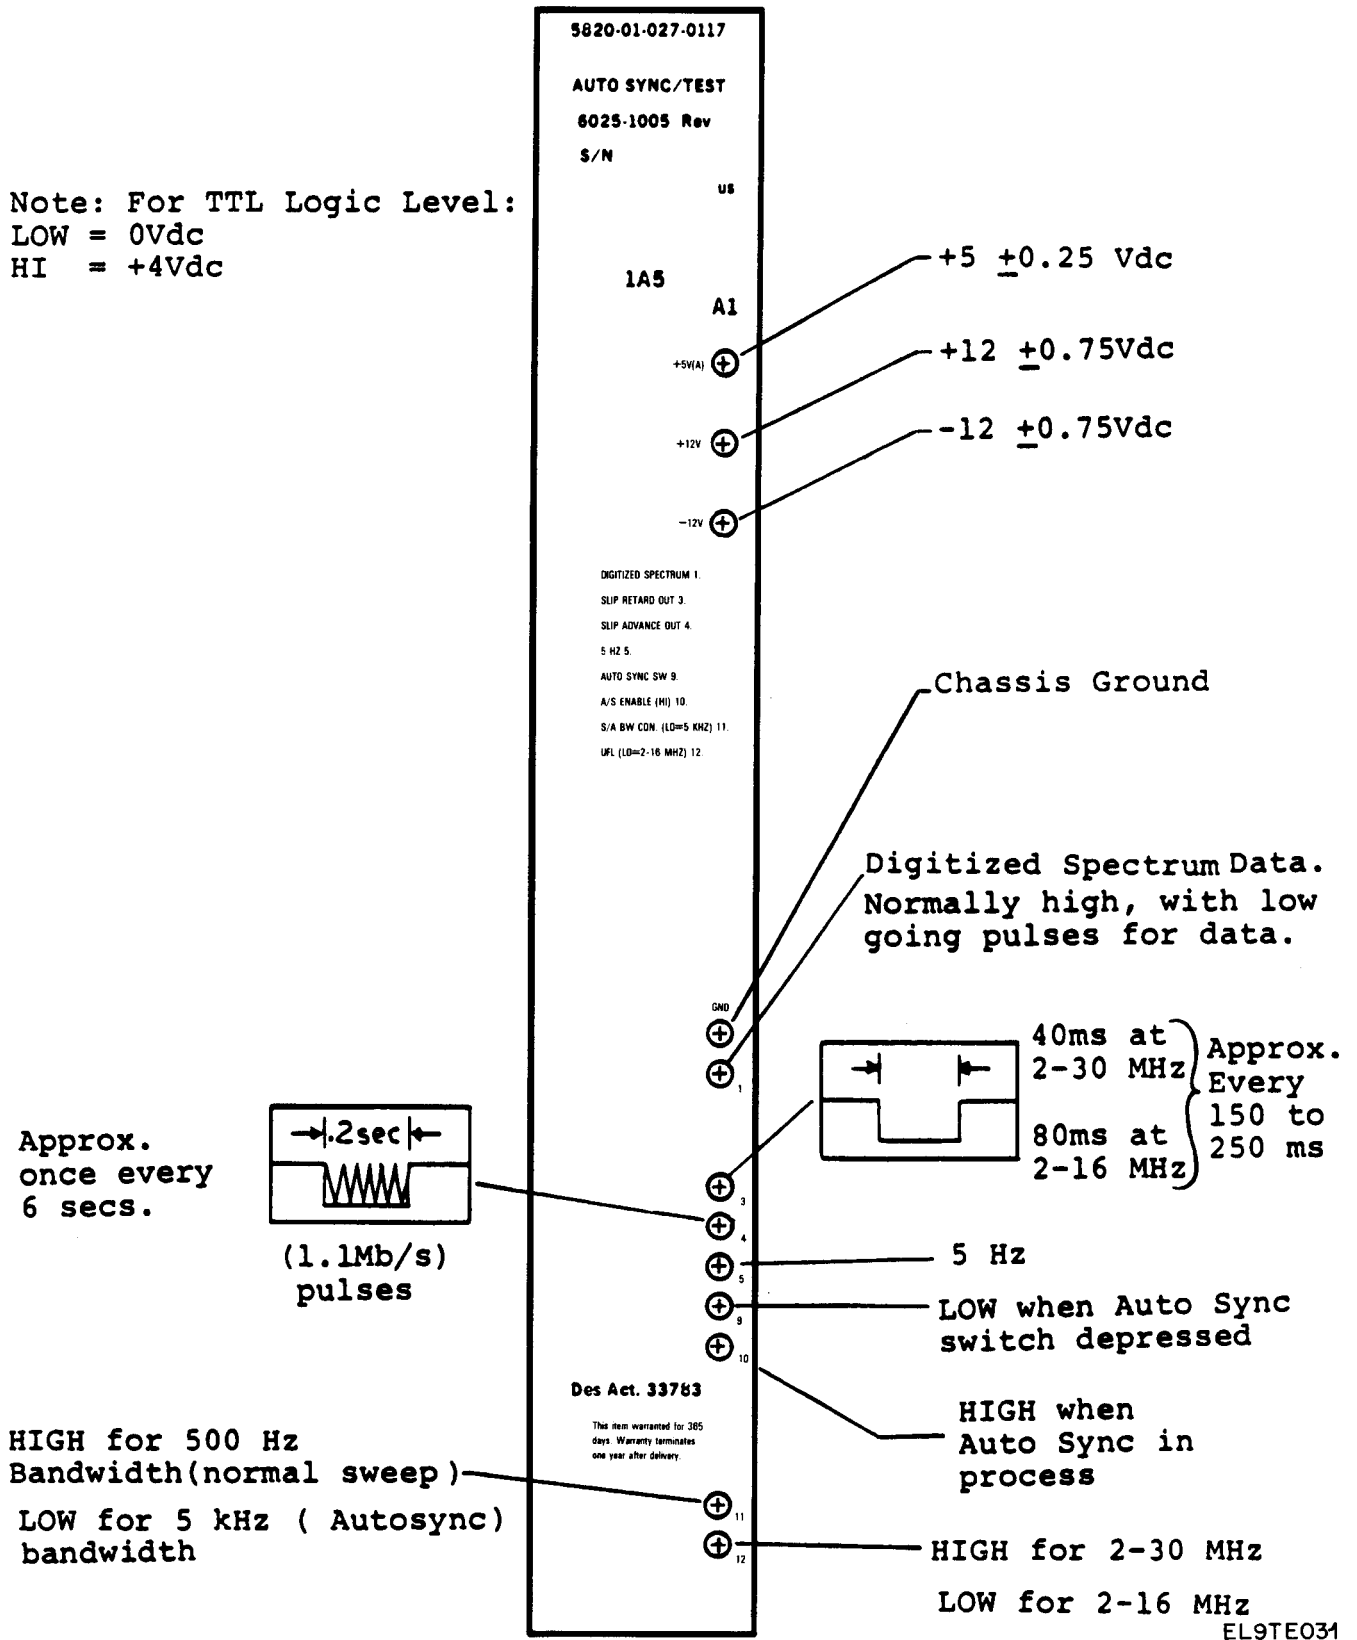 5820-01-027-0117
AUTO SYNC/TEST
6025-1005 Rev
S/N
us
Note: For TTL Logic Level:
LOW = 0Vdc
HI = +4Vdc
1A5
A1
+5 ±0.25 Vdc
+5V(A)
+12 ±0.75Vdc
+12V
-12 ±0.75Vdc
-12V
DIGITIZED SPECTRUM 1.
SLIP RETARD OUT 3.
SLIP ADVANCE OUT 4.
5 HZ 5.
AUTO SYNC SW 9.
A/S ENABLE (HI) 10.
S/A BW CON. (LO=5 KHZ) 11.
UFL (LO=2-16 MHZ) 12.
Chassis Ground
Digitized Spectrum Data.
Normally high, with low
going pulses for data.
GND
1
40ms at
2-30 MHz
80ms at
2-16 MHz
Approx.
Every
150 to
250 ms
Approx.
once every
6 secs.
.2sec
(1.1Mb/s)
pulses
3
4
5
5 Hz
9
LOW when Auto Sync
switch depressed
10
HIGH when
Auto Sync in
process
Des Act. 33783
This item warranted for 365
days. Warranty terminates
one year after delivery.
HIGH for 500 Hz
Bandwidth(normal sweep)
LOW for 5 kHz ( Autosync)
bandwidth
11
12
HIGH for 2-30 MHz
LOW for 2-16 MHz
EL9TE031